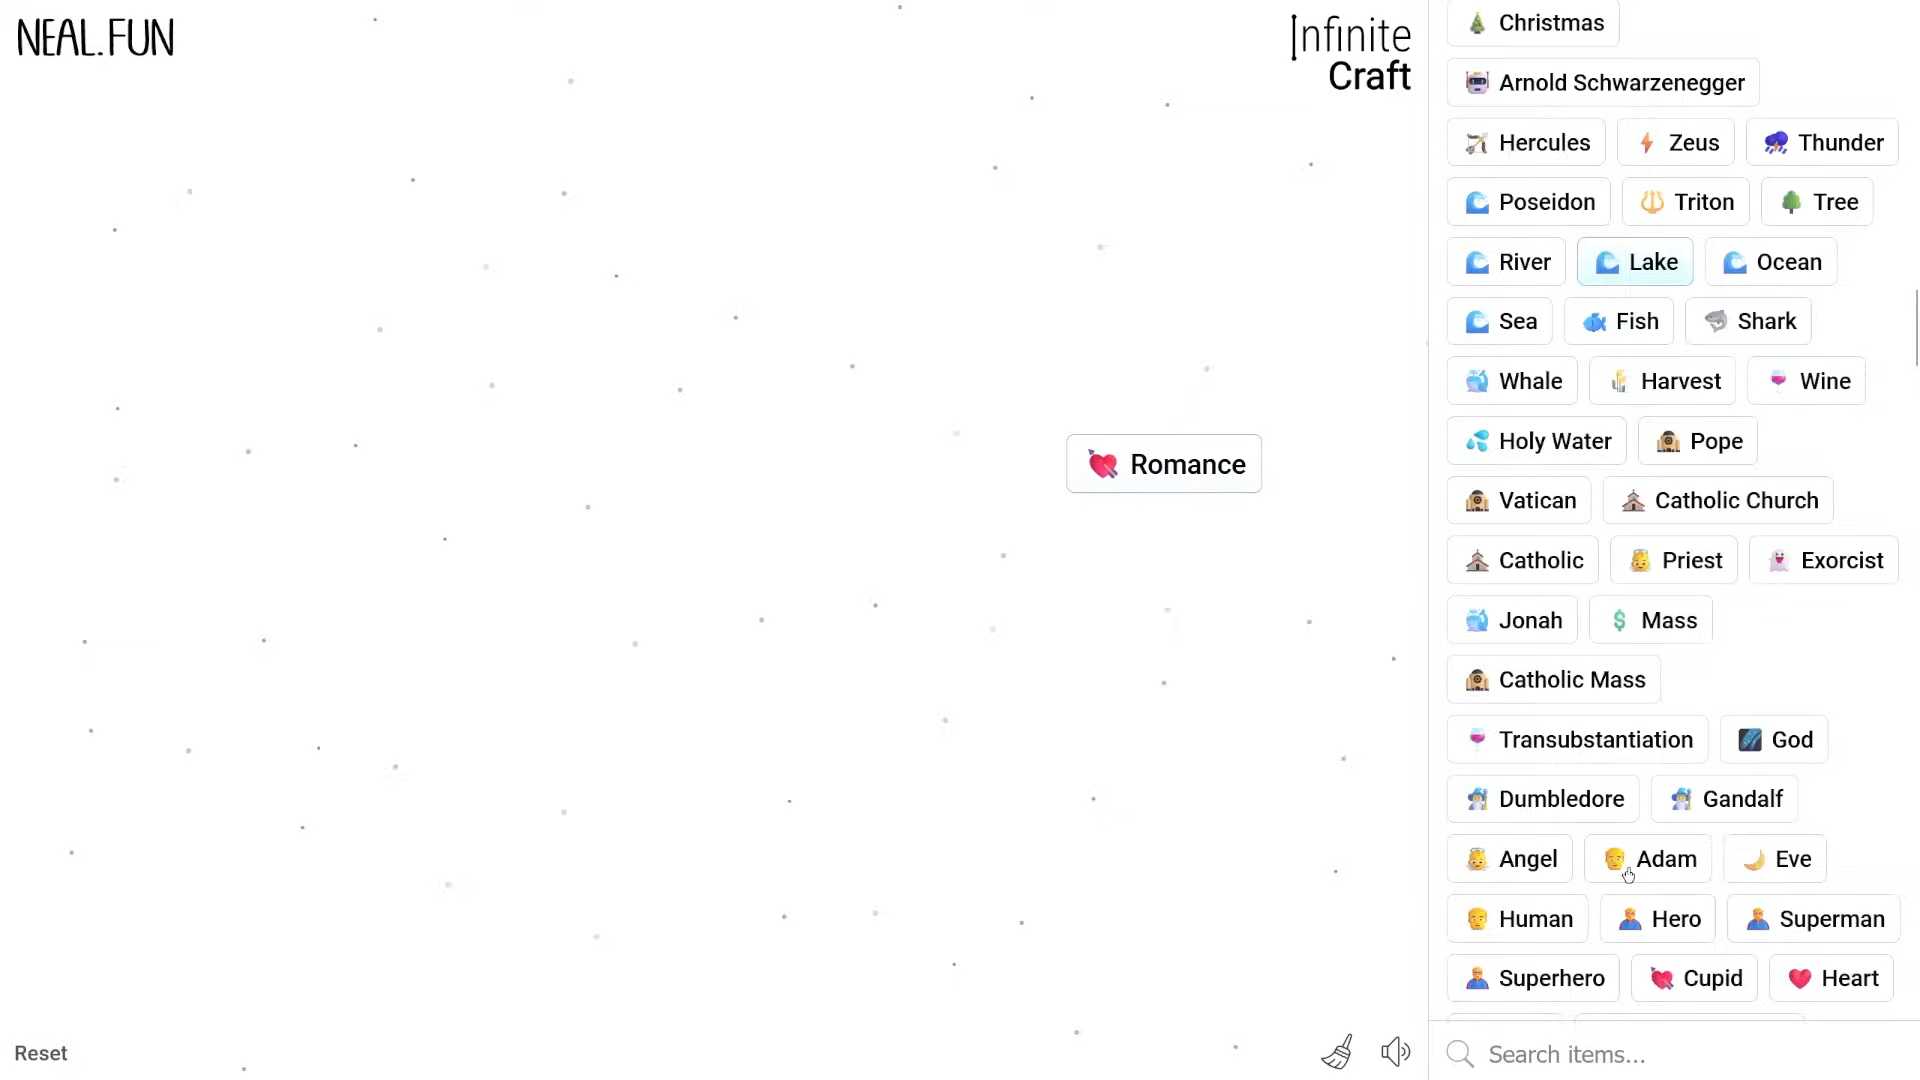 NEAL.FUN
Infinite
Craft
Christmas
Arnold Schwarzenegger
Hercules Zeus Thunder
Poseidon Triton Tree
River Lake Ocean
Sea Fish Shark
Whale Harvest Wine
Holy Water Pope
Romance
Vatican Catholic Church
Catholic Priest Exorcist
Jonah Mass
Catholic Mass
Transubstantiation God
Dumbledore Gandalf
Angel Adam Eve
Human Hero Superman
Superhero Cupid Heart
Reset
Search items...